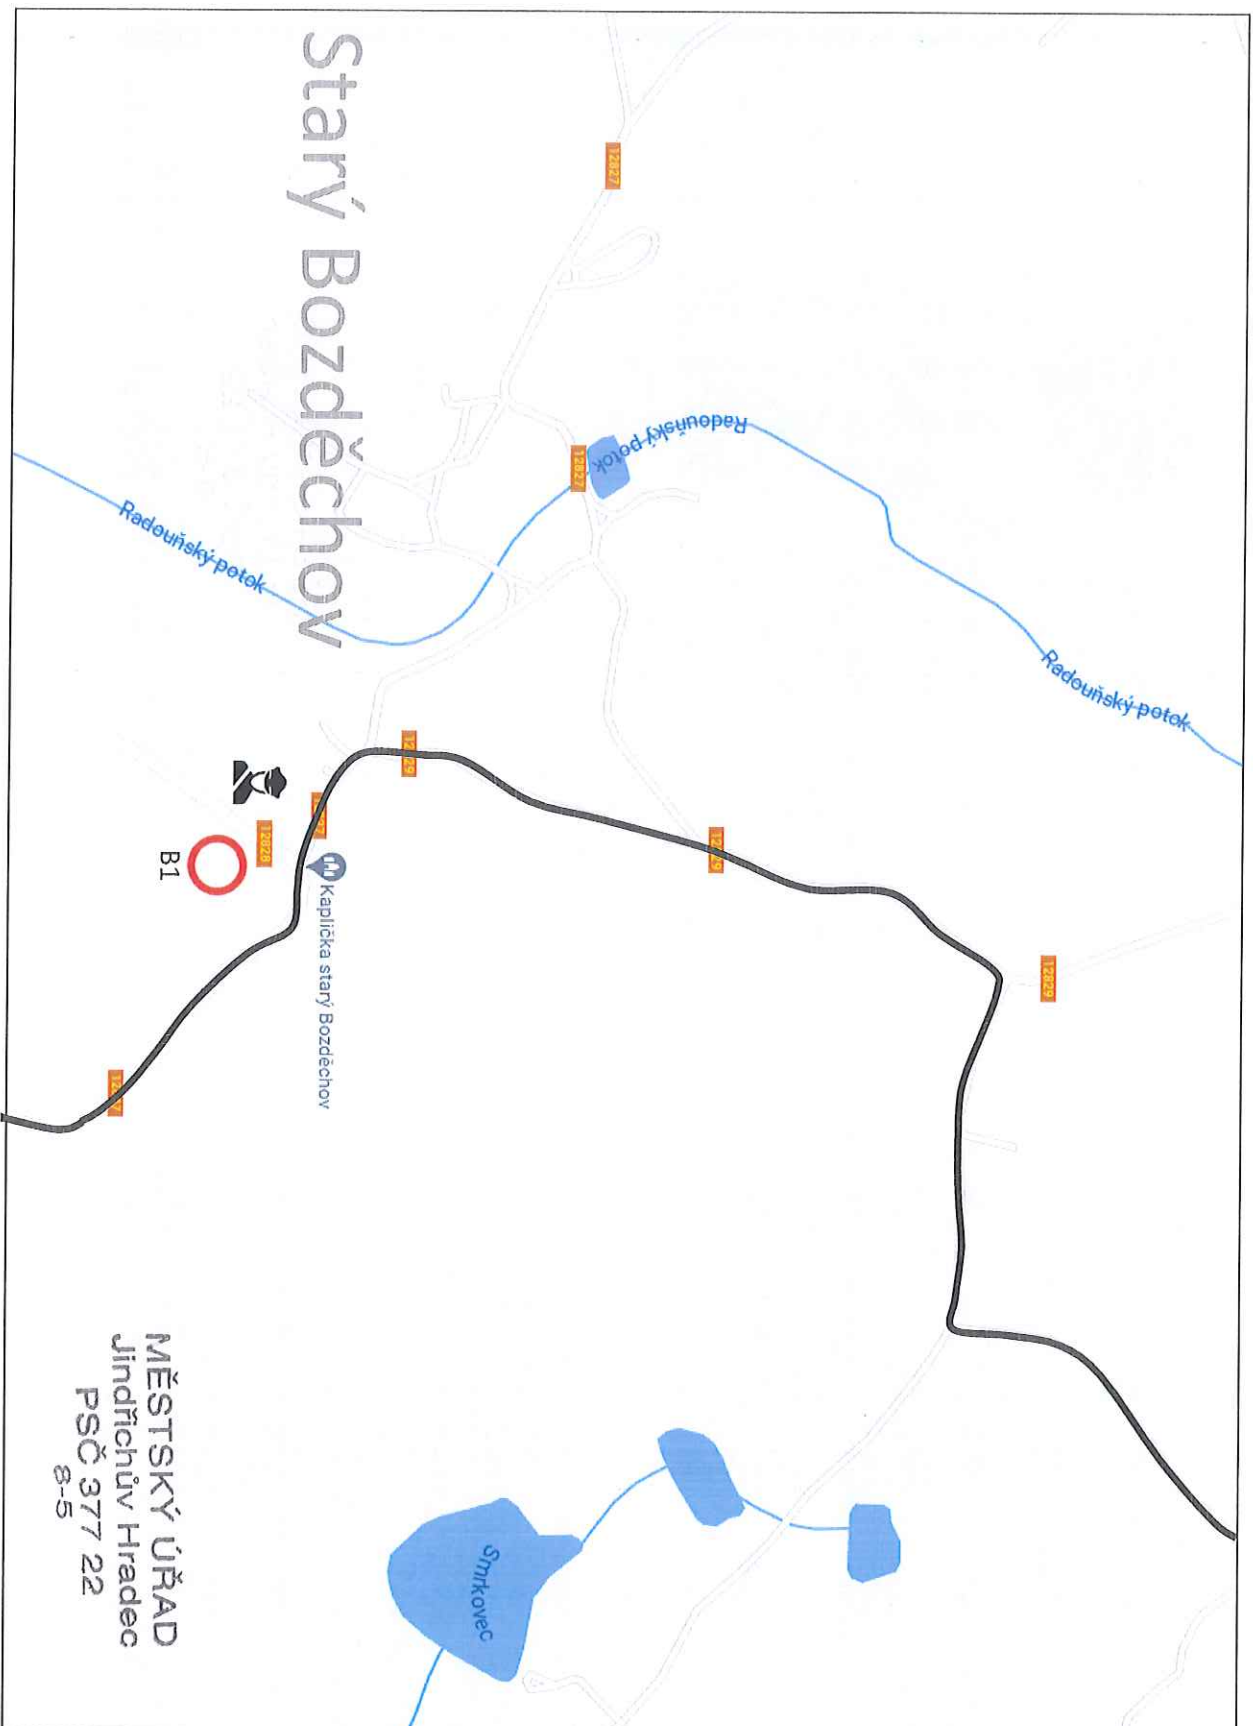 Radouňský potok
12829
Radouňský potok
12827
12827
Smrkovec
Starý Bozděchov
Kaplička starý Bozděchov
12828
Radouňský potok
B1
MĚSTSKÝ ÚŘAD
Jindřichův Hradec
PSČ 377 22
8-5